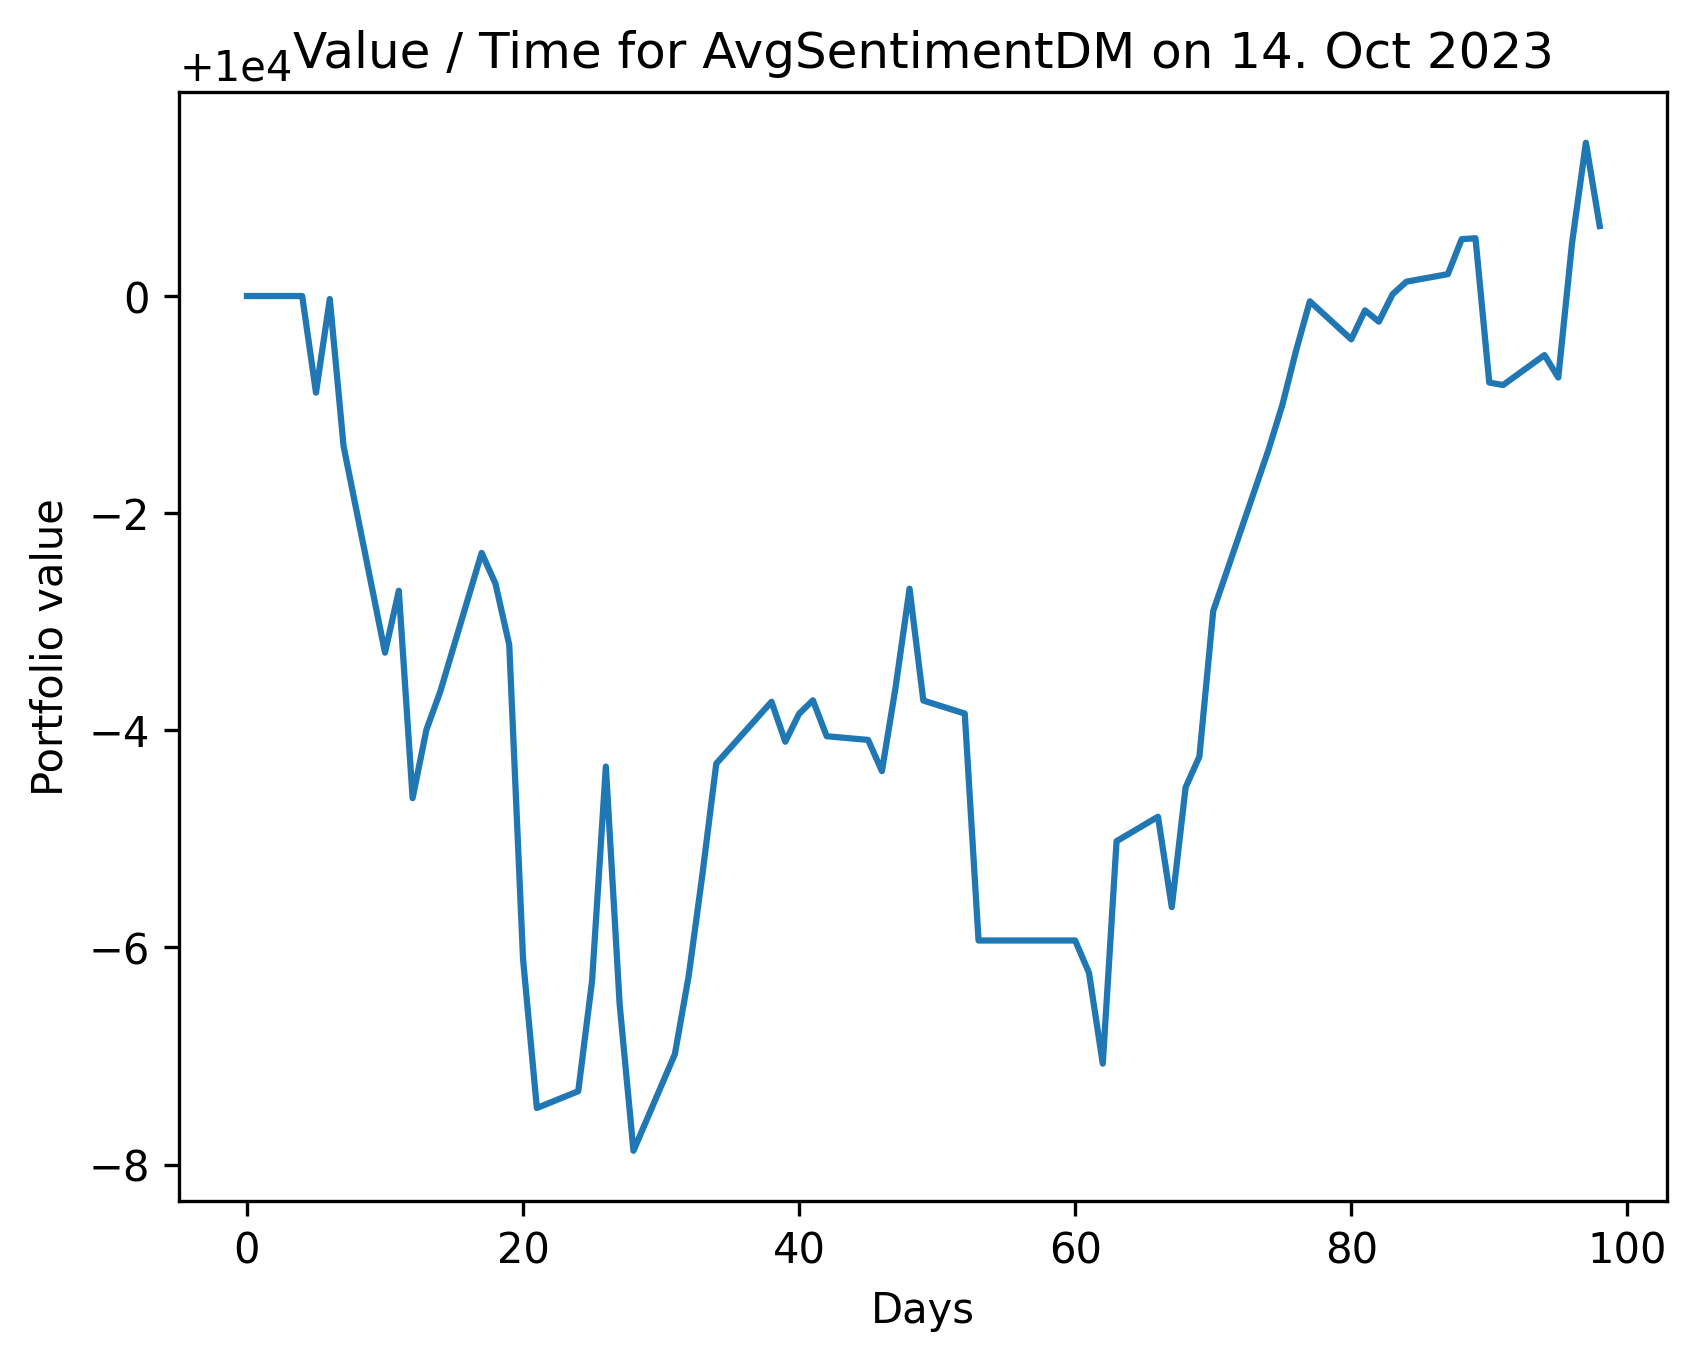 Value / Time for AvgSentimentDM on 14. Oct 2023
+1e4
0
−2
−4
−6
−8
Portfolio value
0 20 40 60 80 100
Days